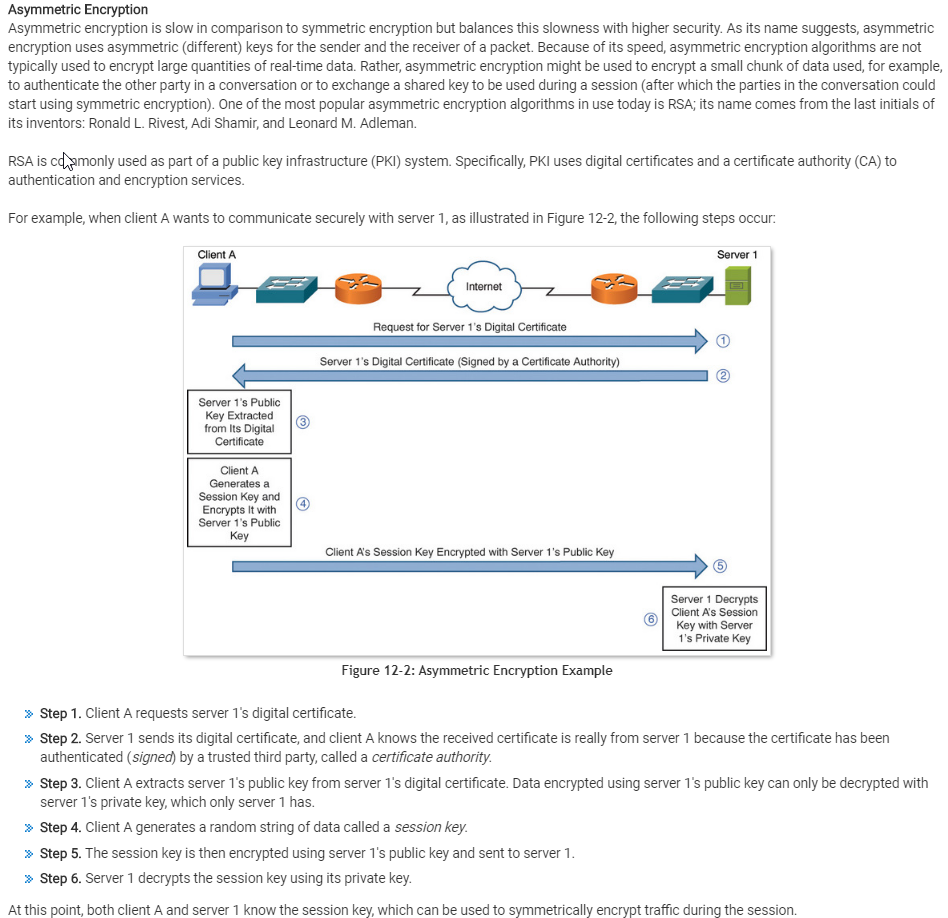 Asymmetric Encryption
Asymmetric encryption is slow in comparison to symmetric encryption but balances this slowness with higher security. As its name suggests, asymmetric
encryption uses asymmetric (different) keys for the sender and the receiver of a packet. Because of its speed, asymmetric encryption algorithms are not
typically used to encrypt large quantities of real-time data. Rather, asymmetric encryption might be used to encrypt a small chunk of data used, for example,
to authenticate the other party in a conversation or to exchange a shared key to be used during a session (after which the parties in the conversation could
start using symmetric encryption). One of the most popular asymmetric encryption algorithms in use today is RSA; its name comes from the last initials of
its inventors: Ronald L. Rivest, Adi Shamir, and Leonard M. Adleman.
RSA is commonly used as part of a public key infrastructure (PKI) system. Specifically, PKI uses digital certificates and a certificate authority (CA) to
authentication and encryption services.
For example, when client A wants to communicate securely with server 1, as illustrated in Figure 12-2, the following steps occur:
Client A
Server 1
Internet
Request for Server 1's Digital Certificate
1
Server 1's Digital Certificate (Signed by a Certificate Authority)
2
Server 1's Public
Key Extracted
from Its Digital
Certificate
3
Client A
Generates a
Session Key and
Encrypts It with
Server 1's Public
Key
4
Client A's Session Key Encrypted with Server 1's Public Key
5
Server 1 Decrypts
Client A's Session
Key with Server
1's Private Key
6
Figure 12-2: Asymmetric Encryption Example
Step 1. Client A requests server 1's digital certificate.
Step 2. Server 1 sends its digital certificate, and client A knows the received certificate is really from server 1 because the certificate has been
authenticated (signed) by a trusted third party, called a certificate authority.
Step 3. Client A extracts server 1's public key from server 1's digital certificate. Data encrypted using server 1's public key can only be decrypted with
server 1's private key, which only server 1 has.
Step 4. Client A generates a random string of data called a session key.
Step 5. The session key is then encrypted using server 1's public key and sent to server 1.
Step 6. Server 1 decrypts the session key using its private key.
At this point, both client A and server 1 know the session key, which can be used to symmetrically encrypt traffic during the session.